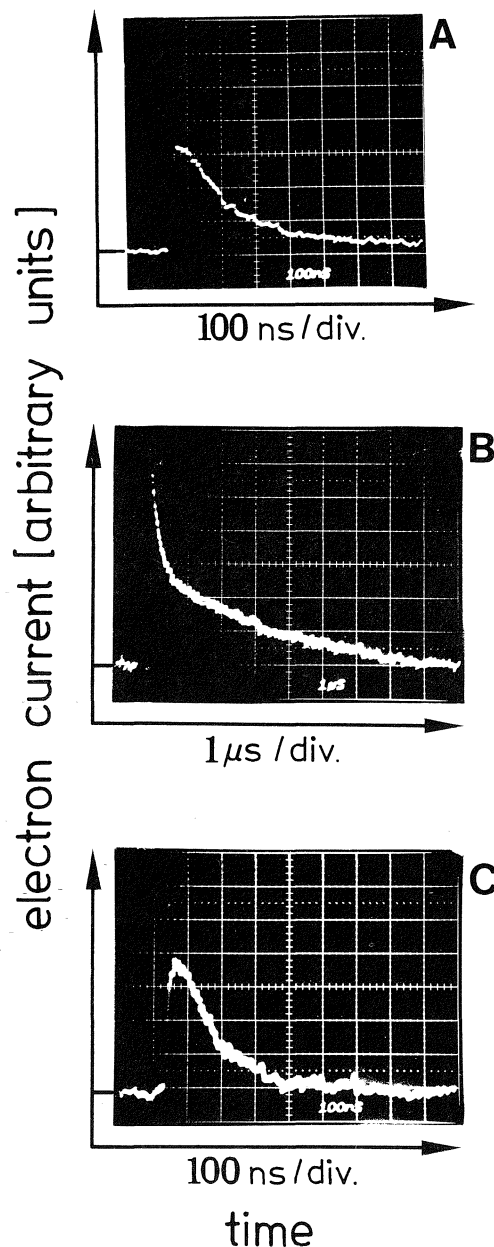 A
100nS
100 ns/div.
B
1µS
1 µs /div.
C
100nS
100 ns/div.
time
electron current [arbitrary units]